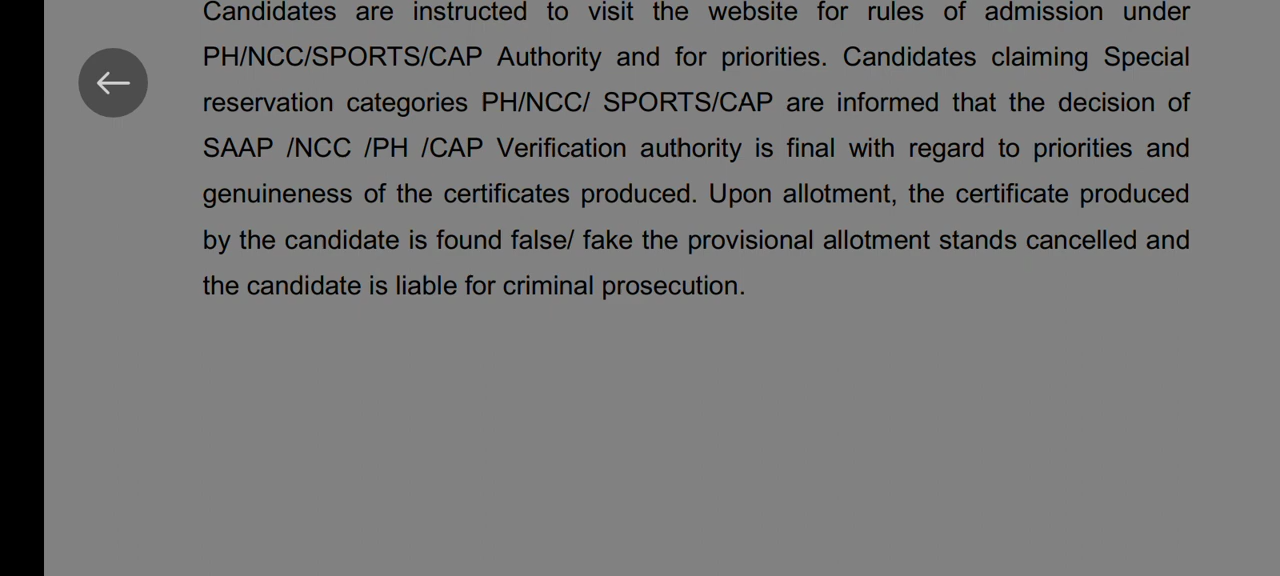 Candidates are instructed to visit the website for rules of admission under
PH/NCC/SPORTS/CAP Authority and for priorities. Candidates claiming Special
reservation categories PH/NCC/ SPORTS/CAP are informed that the decision of
SAAP /NCC /PH /CAP Verification authority is final with regard to priorities and
genuineness of the certificates produced. Upon allotment, the certificate produced
by the candidate is found false/ fake the provisional allotment stands cancelled and
the candidate is liable for criminal prosecution.